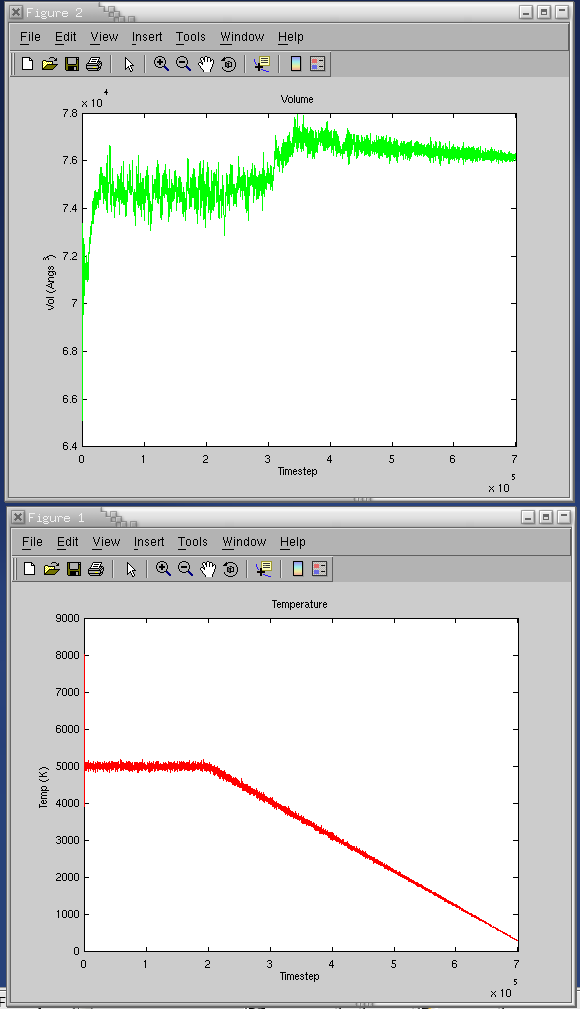 Figure 2
File Edit View Insert Tools Window Help
x 10 4
Volume
7.8
7.6
7.4
7.2
7
6.8
6.6
6.4
Vol (Angs 3)
0 1 2 3 4 5 6 7
Timestep
x 10 5
Figure 1
File Edit View Insert Tools Window Help
Temperature
9000
8000
7000
6000
5000
4000
3000
2000
1000
0
Temp (K)
0 1 2 3 4 5 6 7
Timestep
x 10 5